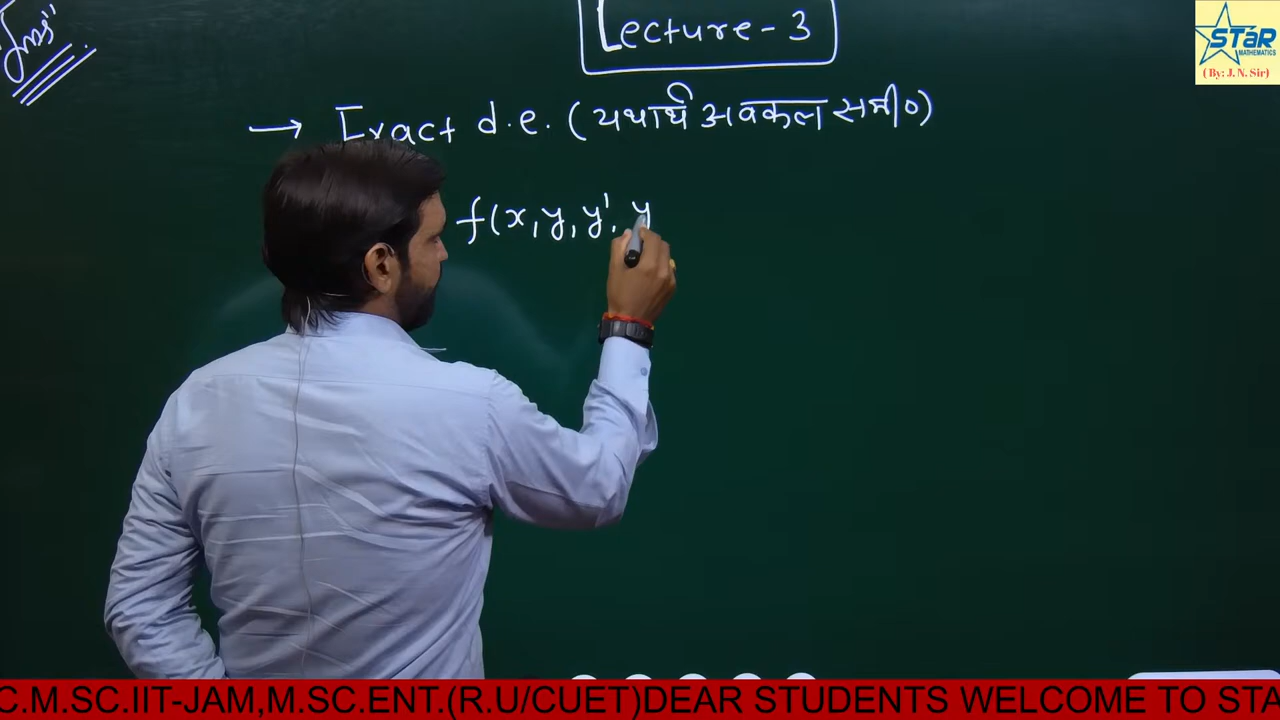 Lecture - 3
STaR
MATHEMATICS
( By: J. N. Sir)
→ Exact d.e. (यथार्थ अवकल समी०)
f(x, y, y', y
C.M.SC.IIT-JAM,M.SC.ENT.(R.U/CUET)DEAR STUDENTS WELCOME TO STA